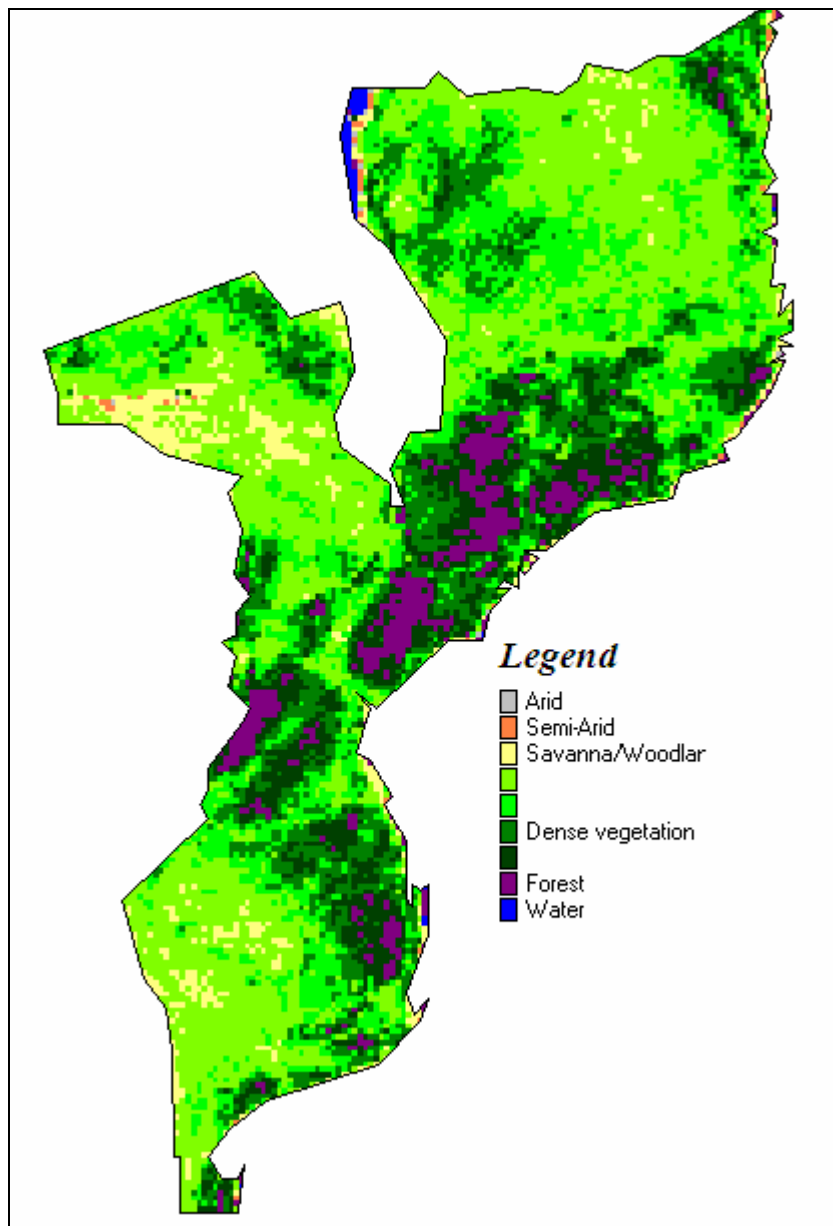 Legend
Arid
Semi-Arid
Savanna/Woodlar
Dense vegetation
Forest
Water